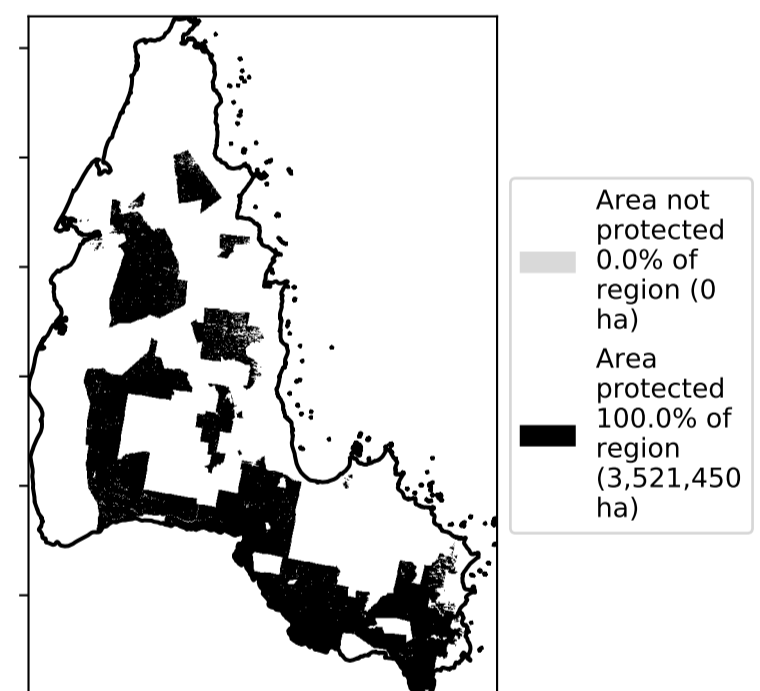 Area not
protected
0.0% of
region (0
ha)
Area
protected
100.0% of
region
(3,521,450
ha)